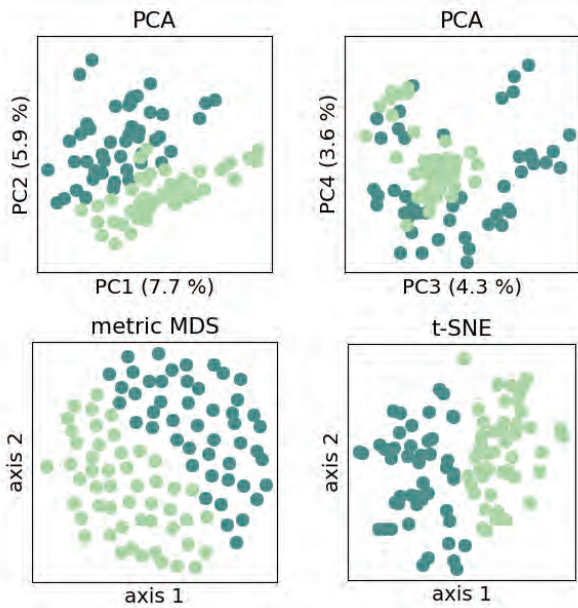 PCA
PC2 (5.9 %)
PC1 (7.7 %)
PCA
PC4 (3.6 %)
PC3 (4.3 %)
metric MDS
axis 2
axis 1
t-SNE
axis 2
axis 1